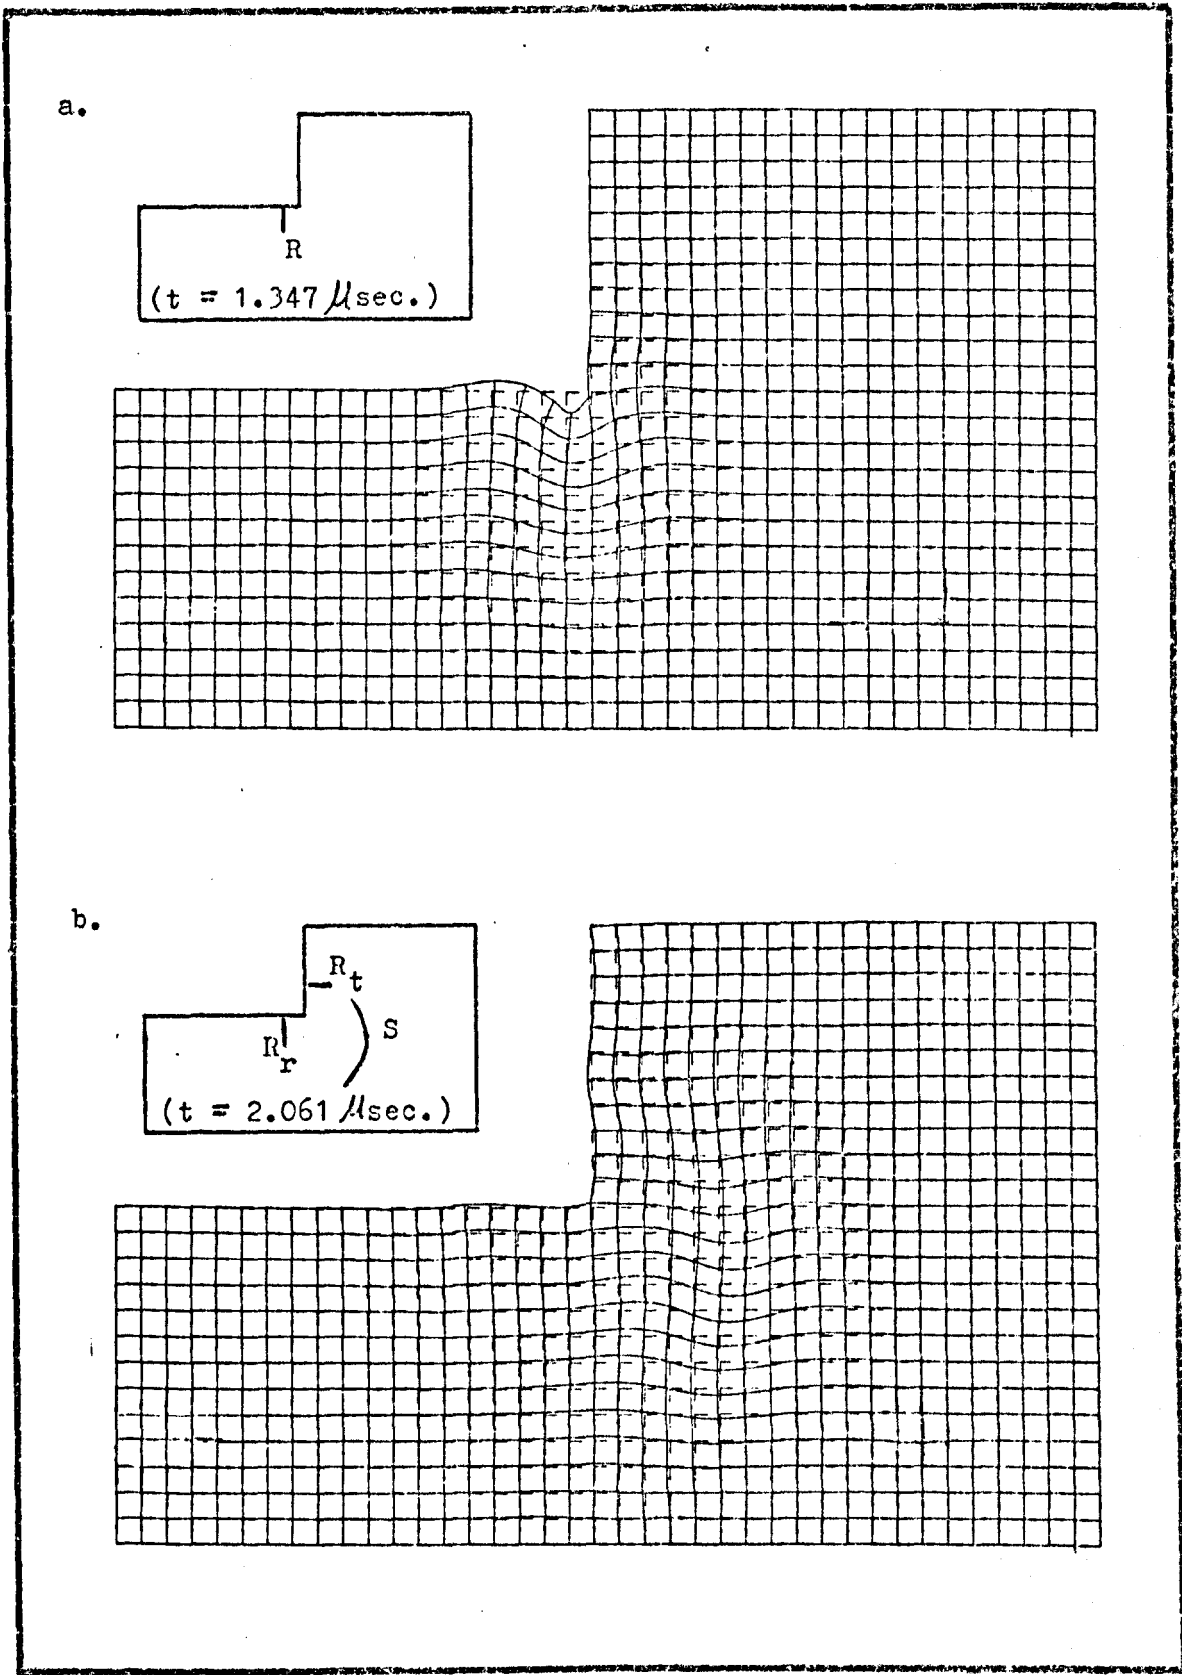 a.
R
(t = 1.347 μsec.)
b.
R_t
S
R_r
(t = 2.061 μsec.)